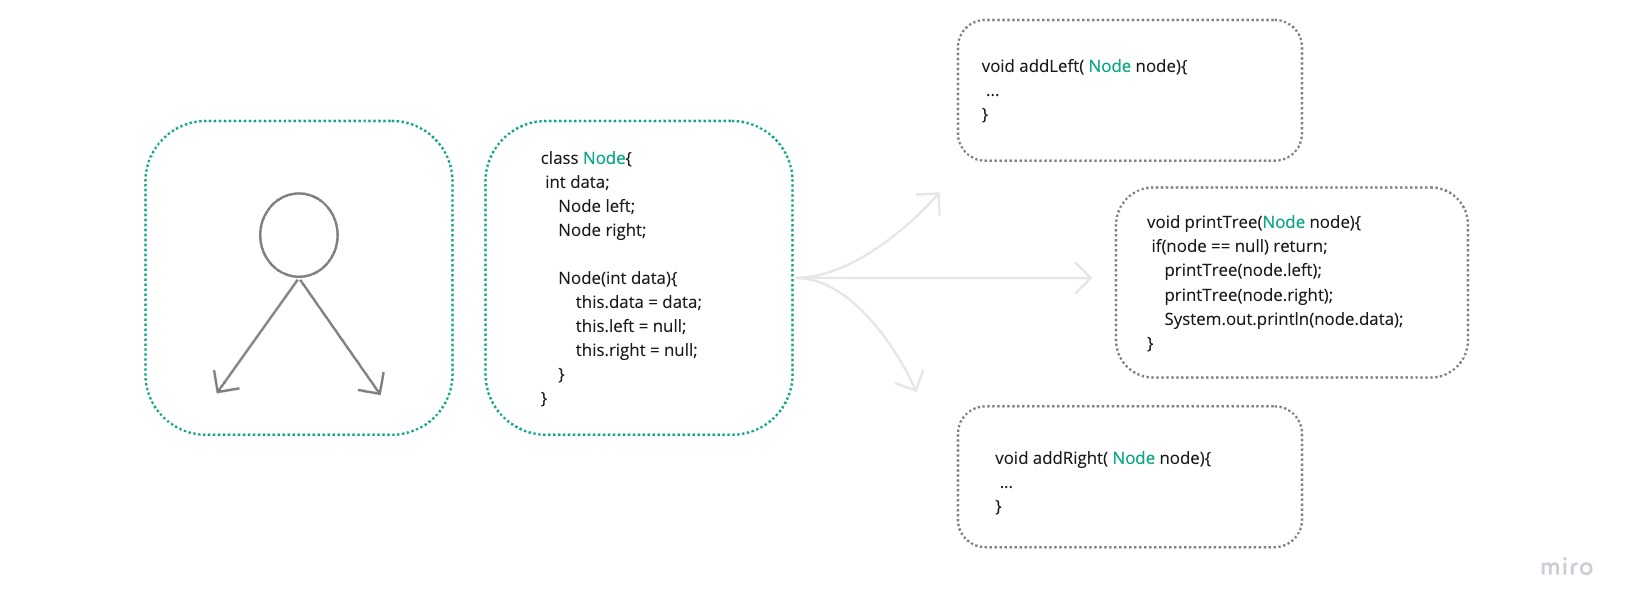 class Node{
int data;
Node left;
Node right;
Node(int data){
this.data = data;
this.left = null;
this.right = null;
}
}
void addLeft( Node node){
...
}
void printTree(Node node){
if(node == null) return;
printTree(node.left);
printTree(node.right);
System.out.println(node.data);
}
void addRight( Node node){
...
}
miro